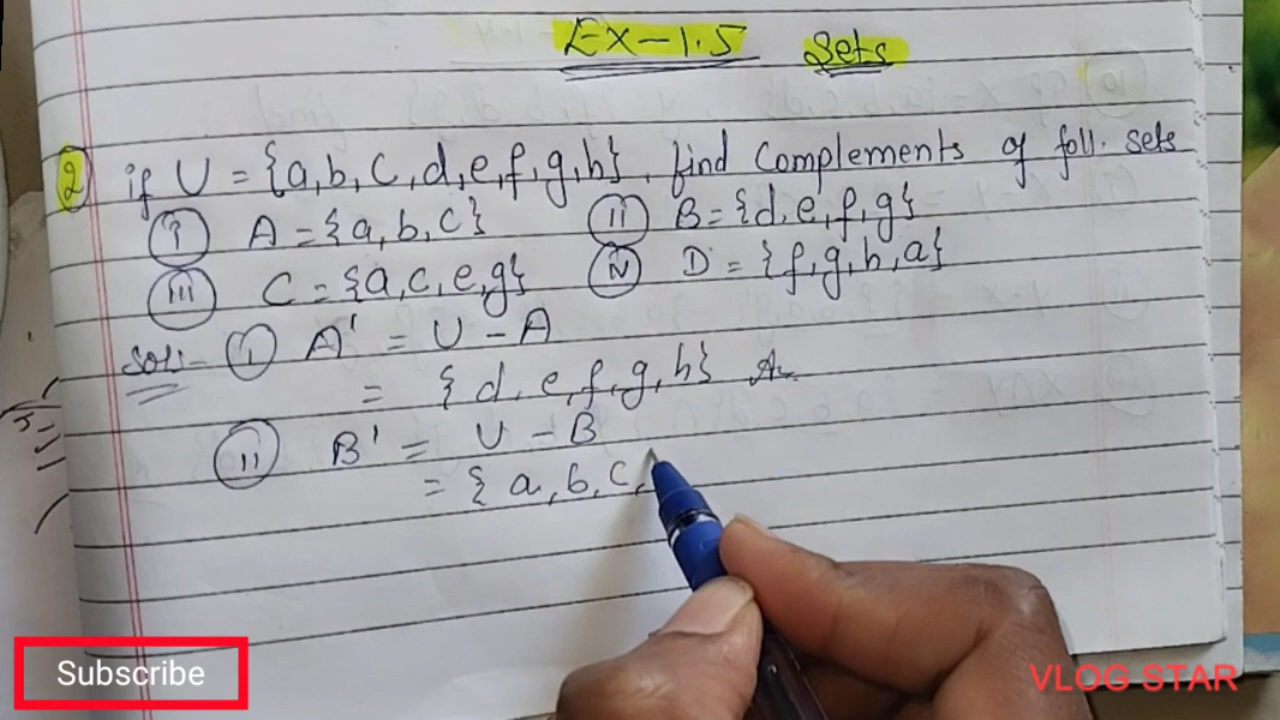 Ex-1.5 Sets
2) if U = {a,b,c,d,e,f,g,h}, find complements of foll. sets
(i) A = {a,b,c} (ii) B = {d,e,f,g}
(iii) C = {a,c,e,g} (iv) D = {f,g,h,a}
Sol:- (i) A' = U - A
= {d,e,f,g,h} A
(ii) B' = U - B
= {a,b,c,
Subscribe
VLOG STAR